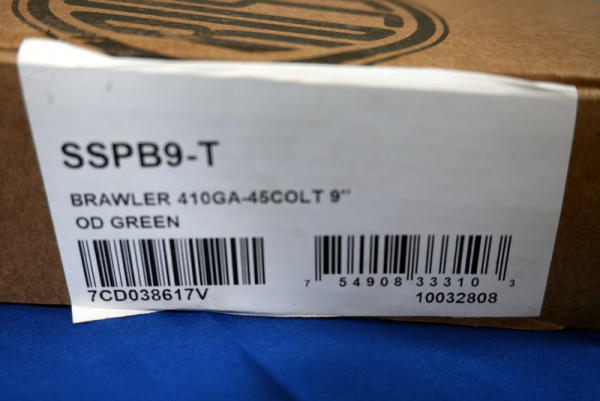 SSPB9-T
BRAWLER 410GA-45COLT 9"
OD GREEN
7CD038617V
7 54908 33310 3
10032808